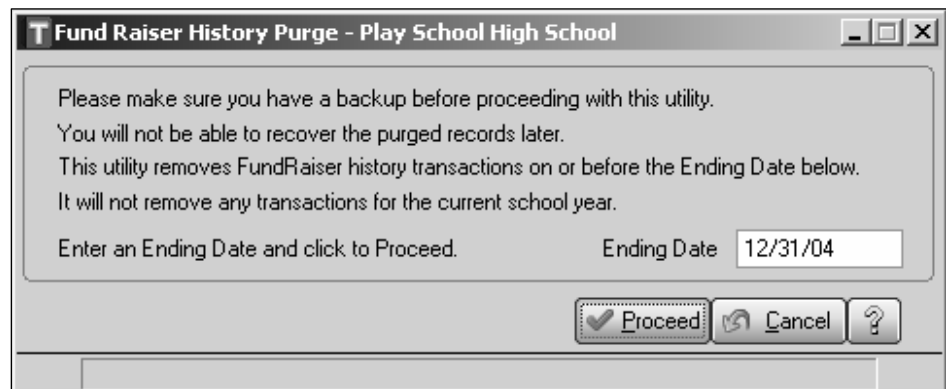 Fund Raiser History Purge - Play School High School
Please make sure you have a backup before proceeding with this utility.
You will not be able to recover the purged records later.
This utility removes FundRaiser history transactions on or before the Ending Date below.
It will not remove any transactions for the current school year.
Enter an Ending Date and click to Proceed. Ending Date 12/31/04
Proceed Cancel ?